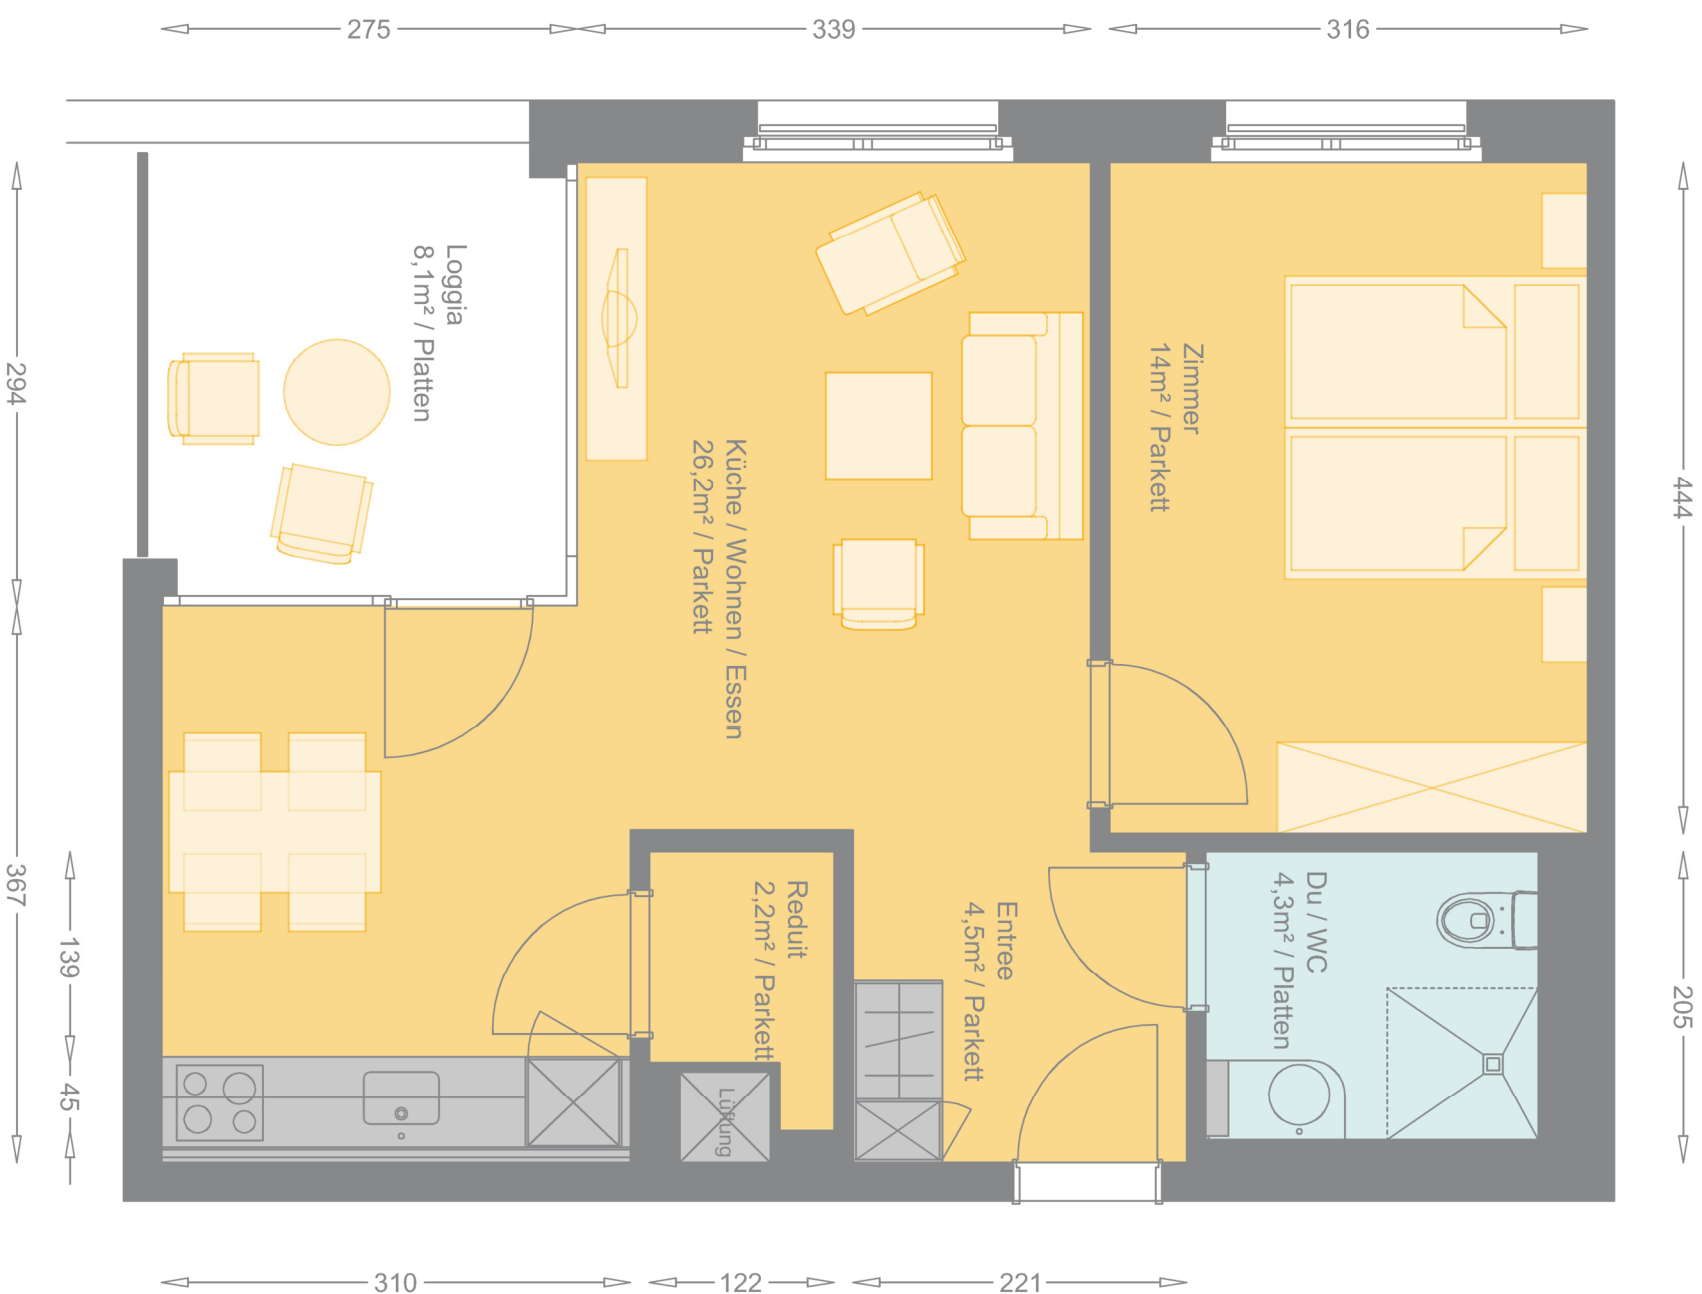 275
339
316
294
367
139
45
444
205
Loggia
8,1m² / Platten
Küche / Wohnen / Essen
26,2m² / Parkett
Zimmer
14m² / Parkett
Reduit
2,2m² / Parkett
Entree
4,5m² / Parkett
Du / WC
4,3m² / Platten
Lüftung
310
122
221